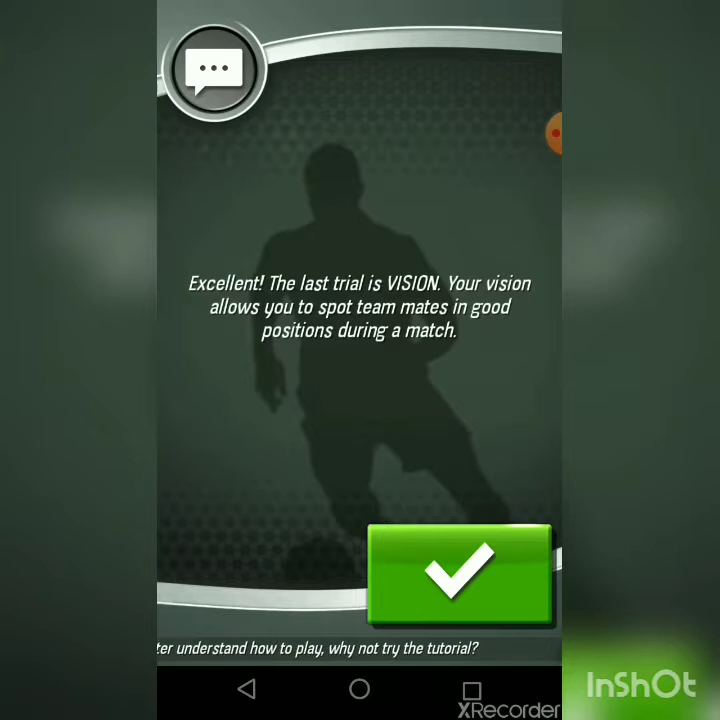 Excellent! The last trial is VISION. Your vision
allows you to spot team mates in good
positions during a match.
ter understand how to play, why not try the tutorial?
InShOt
XRecorder